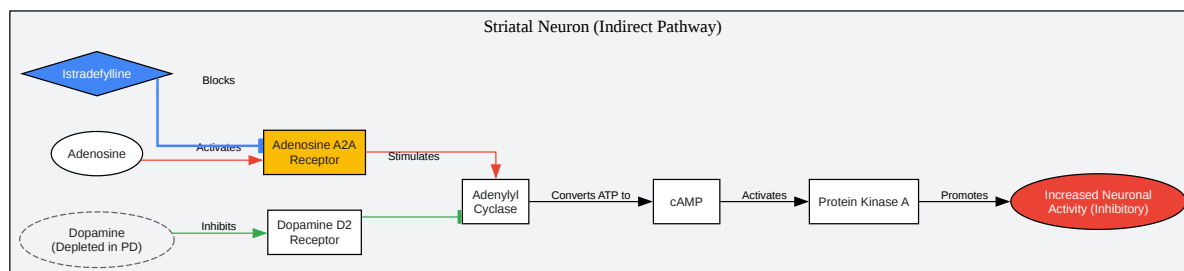 Striatal Neuron (Indirect Pathway)
Istradefylline
Blocks
Adenosine
Activates
Adenosine A2A
Receptor
Stimulates
Dopamine
(Depleted in PD)
Inhibits
Dopamine D2
Receptor
Adenylyl
Cyclase
Converts ATP to
cAMP
Activates
Protein Kinase A
Promotes
Increased Neuronal
Activity (Inhibitory)